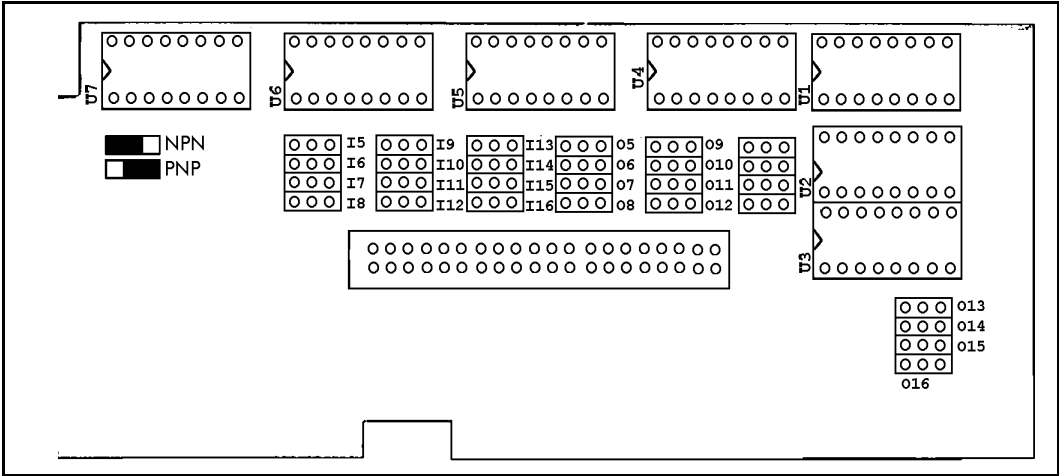 U7
U6
U5
U4
U1
NPN
PNP
I5 I9 I13 O5 O9
I6 I10 I14 O6 O10
I7 I11 I15 O7 O11
I8 I12 I16 O8 O12
U2
U3
O13
O14
O15
O16